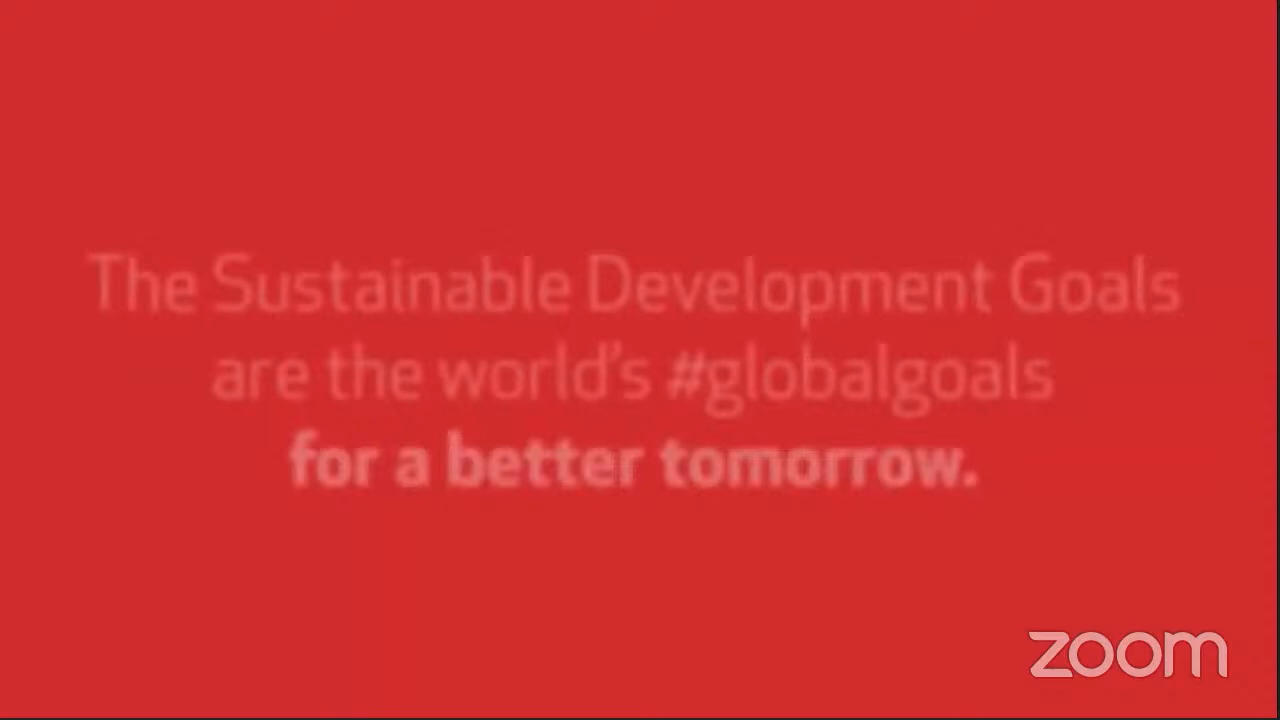 The Sustainable Development Goals
are the world's #globalgoals
for a better tomorrow.
zoom